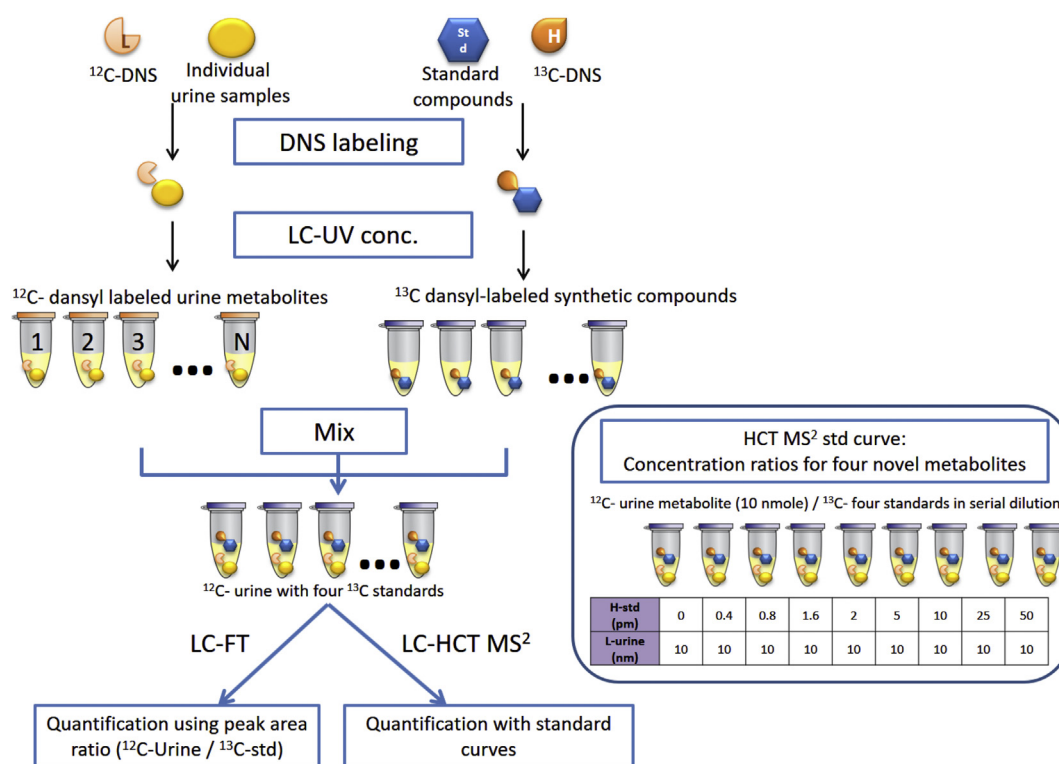 L
St
d
H
¹²C-DNS
Individual
urine samples
Standard
compounds
¹³C-DNS
DNS labeling
LC-UV conc.
¹²C- dansyl labeled urine metabolites
¹³C dansyl-labeled synthetic compounds
1 2 3 ••• N
•••
Mix
•••
¹²C- urine with four ¹³C standards
LC-FT
LC-HCT MS²
Quantification using peak area
ratio (¹²C-Urine / ¹³C-std)
Quantification with standard
curves
HCT MS² std curve:
Concentration ratios for four novel metabolites
¹²C- urine metabolite (10 nmole) / ¹³C- four standards in serial dilution
H-std
(pm)
0 0.4 0.8 1.6 2 5 10 25 50
L-urine
(nm)
10 10 10 10 10 10 10 10 10